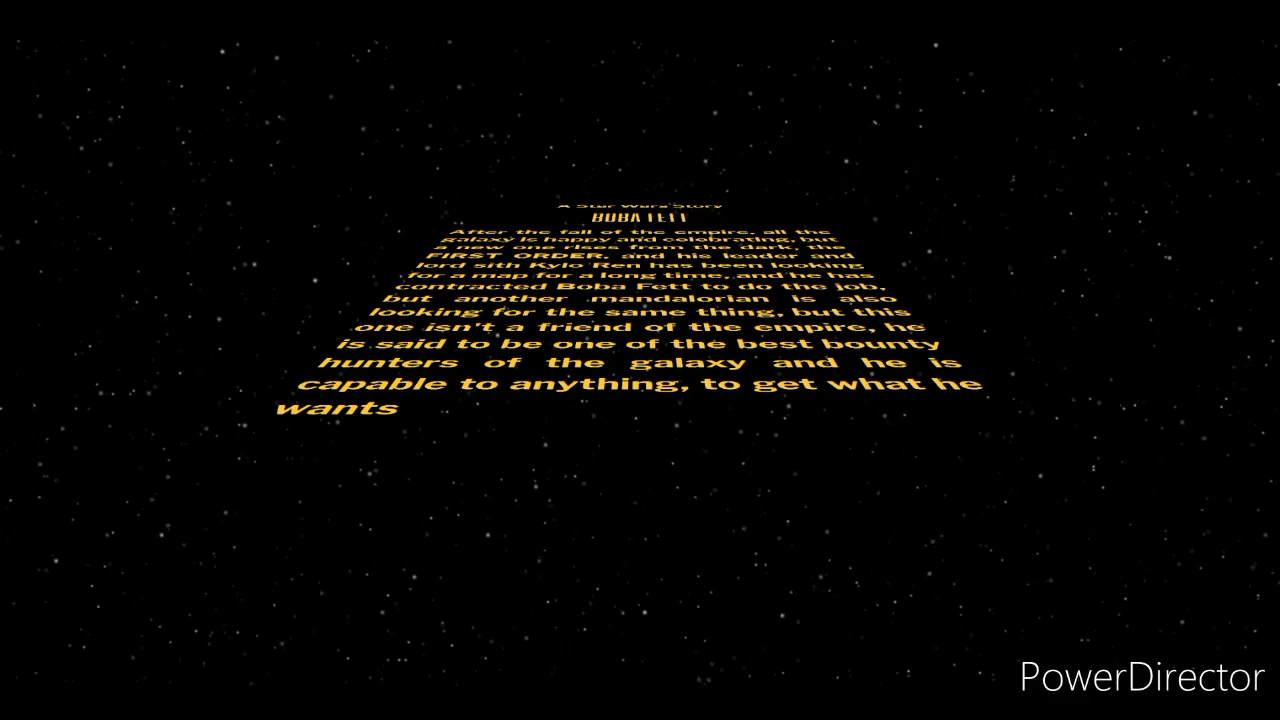 A Star Wars Story
BOBA FETT
After the fall of the empire, all the
galaxy is happy and celebrating, but
a new one rises from the dark, the
FIRST ORDER, and his leader and
lord sith Kylo Ren has been looking
for a map for a long time, and he has
contracted Boba Fett to do the job,
but another mandalorian is also
looking for the same thing, but this
one isn't a friend of the empire, he
is said to be one of the best bounty
hunters of the galaxy and he is
capable to anything, to get what he
wants
PowerDirector